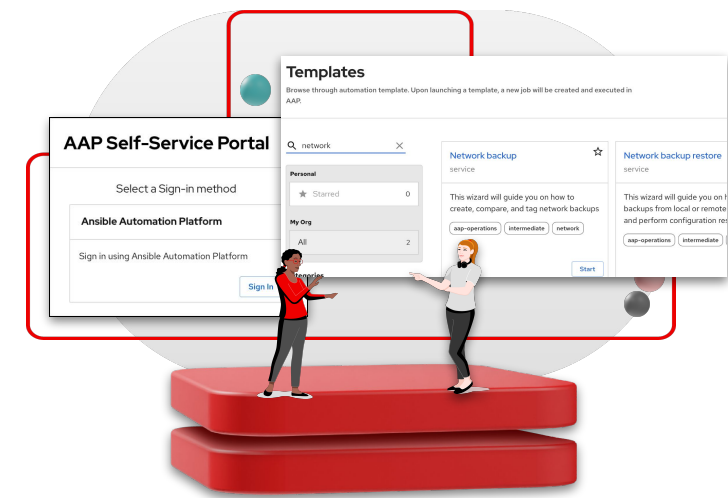 Templates
Browse through automation template. Upon launching a template, a new job will be created and executed in
AAP.
AAP Self-Service Portal
Select a Sign-in method
Ansible Automation Platform
Sign in using Ansible Automation Platform
Sign In
network
Personal
Starred 0
My Org
All 2
Network backup
service
This wizard will guide you on how to
create, compare, and tag network backups
aap-operations intermediate network
Start
Network backup restore
service
This wizard will guide you on
backups from local or remote
and perform configuration
aap-operations intermediate